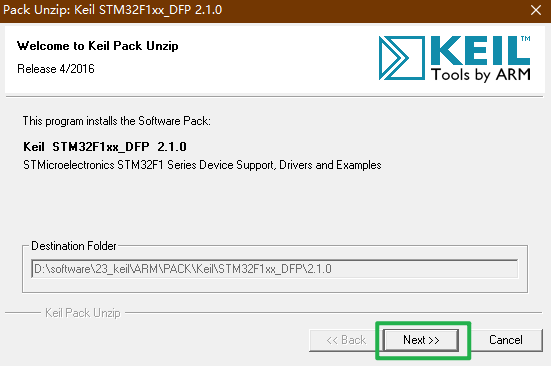 Pack Unzip: Keil STM32F1xx_DFP 2.1.0
Welcome to Keil Pack Unzip
Release 4/2016
KEIL™
Tools by ARM
This program installs the Software Pack:
Keil STM32F1xx_DFP 2.1.0
STMicroelectronics STM32F1 Series Device Support, Drivers and Examples
Destination Folder
D:\software\23_keil\ARM\PACK\Keil\STM32F1xx_DFP\2.1.0
Keil Pack Unzip
<< Back
Next >>
Cancel